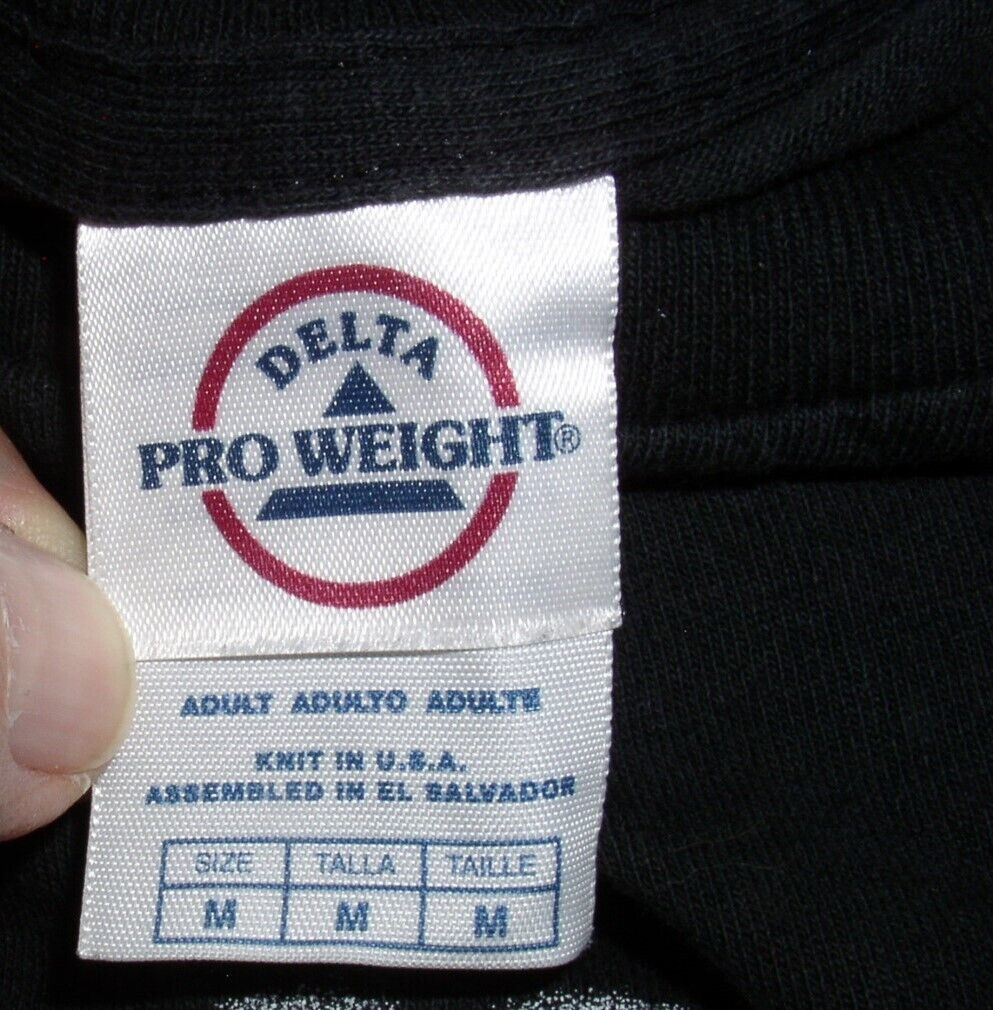 DELTA
PRO WEIGHT®
ADULT ADULTO ADULTE
KNIT IN U.S.A.
ASSEMBLED IN EL SALVADOR
SIZE TALLA TAILLE
M M M